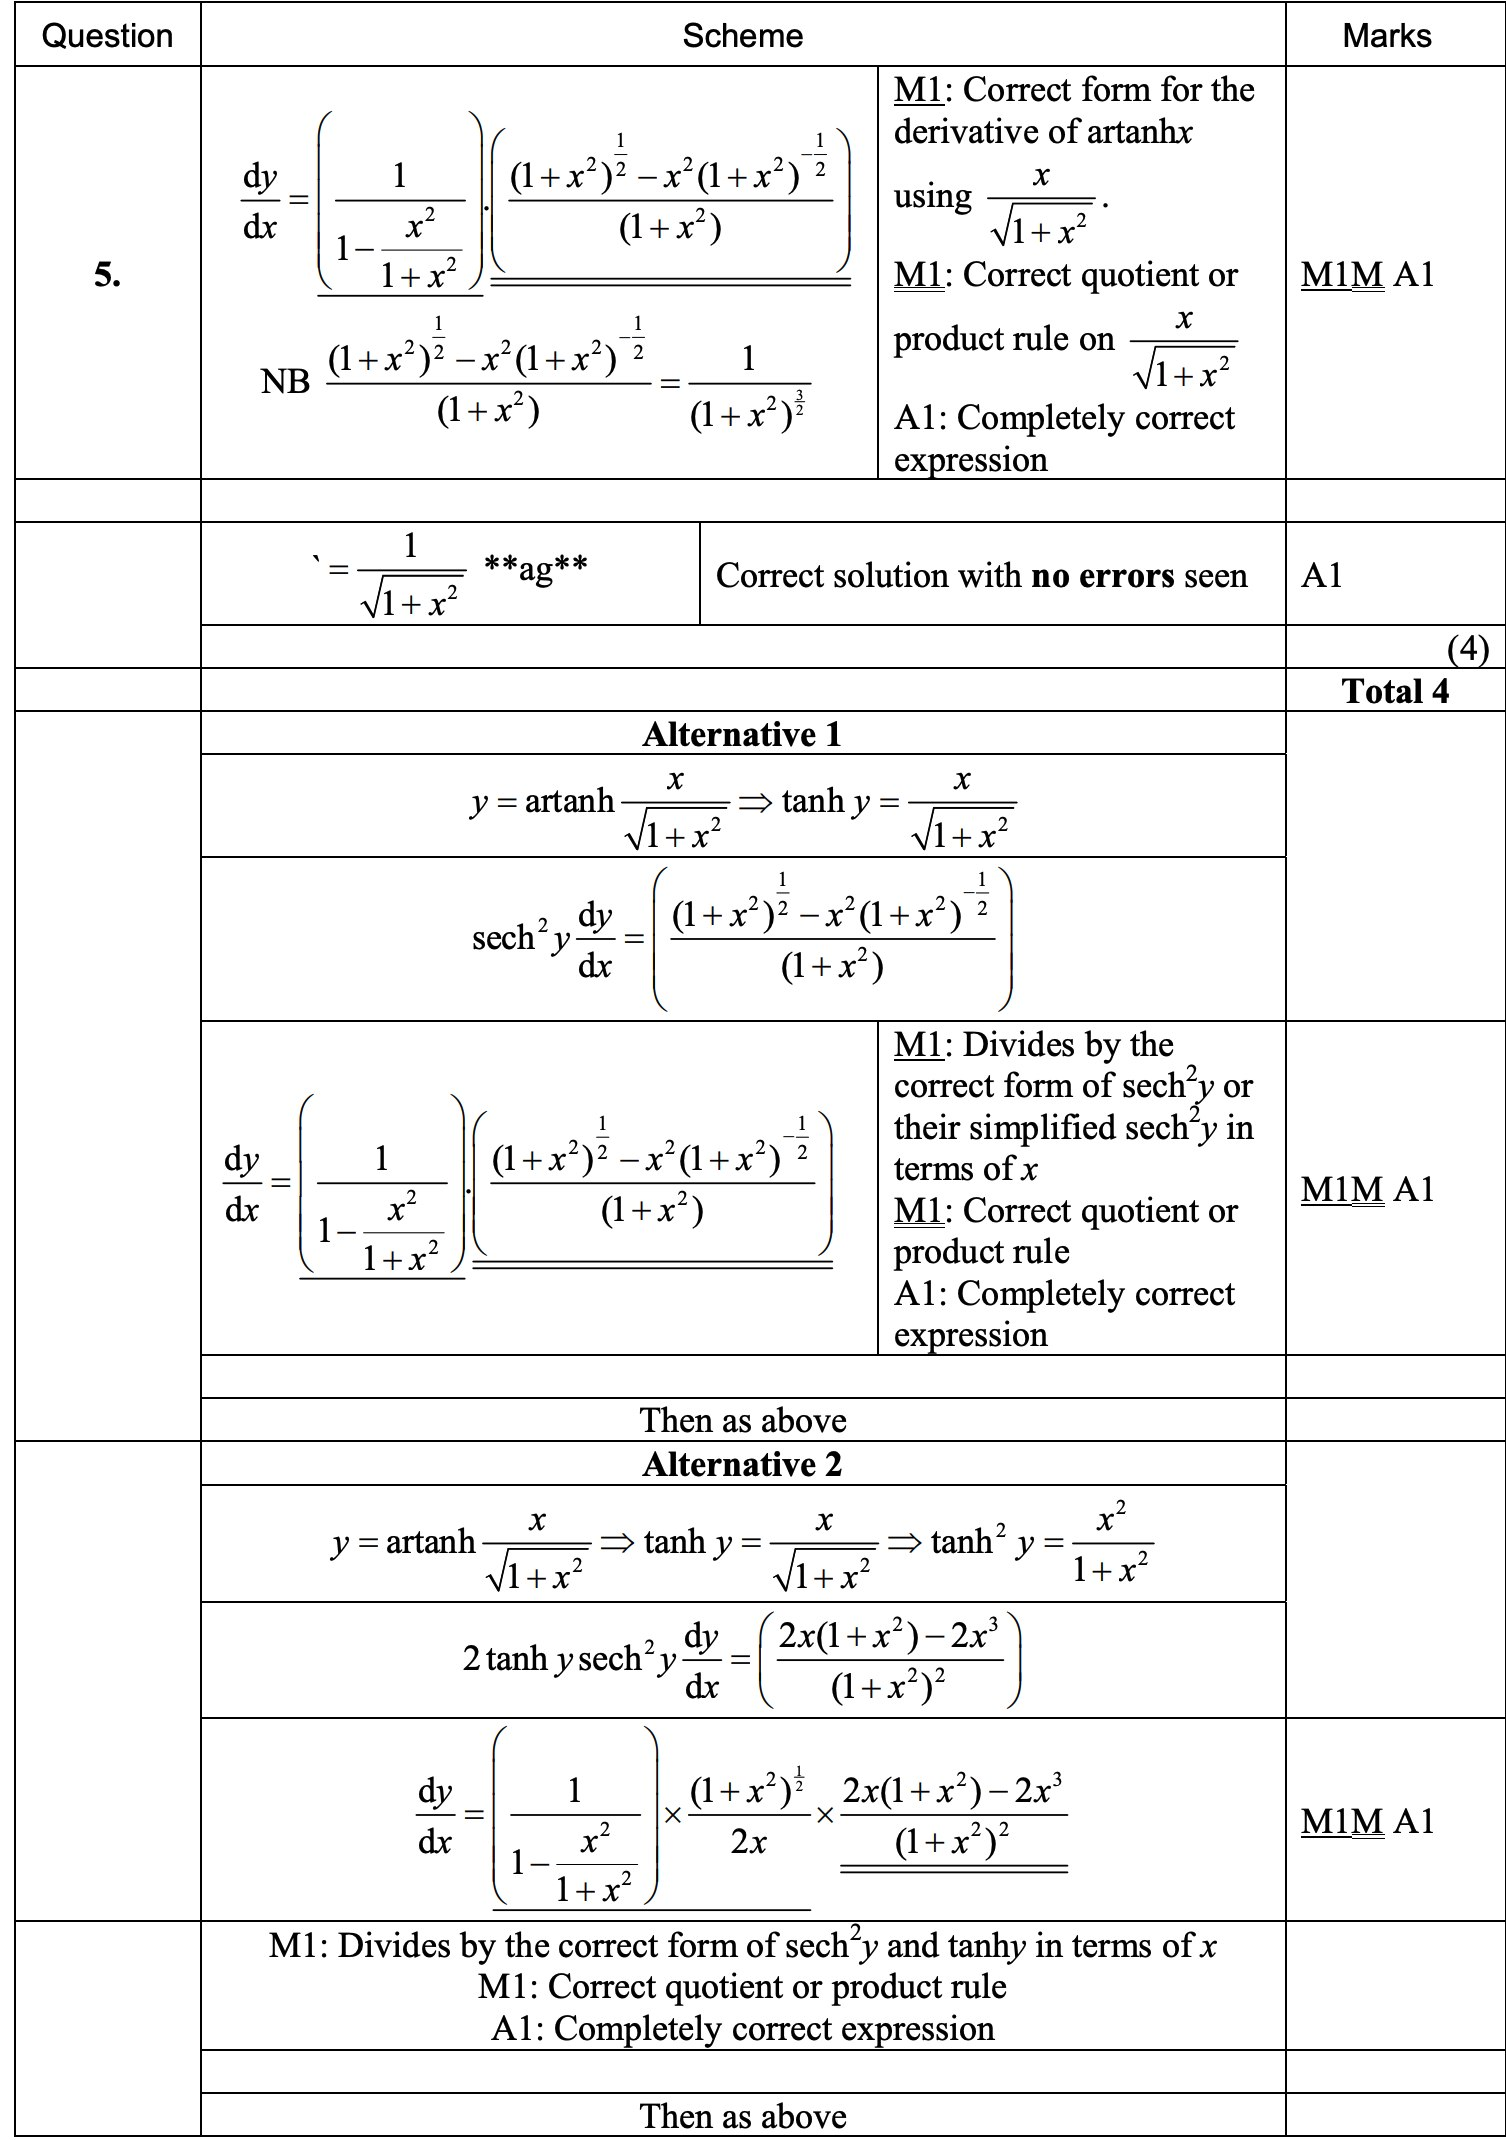 Question Scheme Marks
5.
dy/dx = (1/(1 − x²/(1+x²))).(((1+x²)^(1/2) − x²(1+x²)^(−1/2))/(1+x²))
NB ((1+x²)^(1/2) − x²(1+x²)^(−1/2))/(1+x²) = 1/(1+x²)^(3/2)
M1: Correct form for the
derivative of artanhx
using x/√(1+x²).
M1: Correct quotient or
product rule on x/√(1+x²)
A1: Completely correct
expression
M1M A1
` = 1/√(1+x²) **ag** Correct solution with no errors seen A1
(4)
Total 4
Alternative 1
y = artanh x/√(1+x²) ⇒ tanh y = x/√(1+x²)
sech² y dy/dx = (((1+x²)^(1/2) − x²(1+x²)^(−1/2))/(1+x²))
dy/dx = (1/(1 − x²/(1+x²))).(((1+x²)^(1/2) − x²(1+x²)^(−1/2))/(1+x²))
M1: Divides by the
correct form of sech²y or
their simplified sech²y in
terms of x
M1: Correct quotient or
product rule
A1: Completely correct
expression
M1M A1
Then as above
Alternative 2
y = artanh x/√(1+x²) ⇒ tanh y = x/√(1+x²) ⇒ tanh² y = x²/(1+x²)
2 tanh y sech² y dy/dx = ((2x(1+x²) − 2x³)/(1+x²)²)
dy/dx = (1/(1 − x²/(1+x²))) × (1+x²)^(1/2)/2x × (2x(1+x²) − 2x³)/(1+x²)² M1M A1
M1: Divides by the correct form of sech²y and tanhy in terms of x
M1: Correct quotient or product rule
A1: Completely correct expression
Then as above